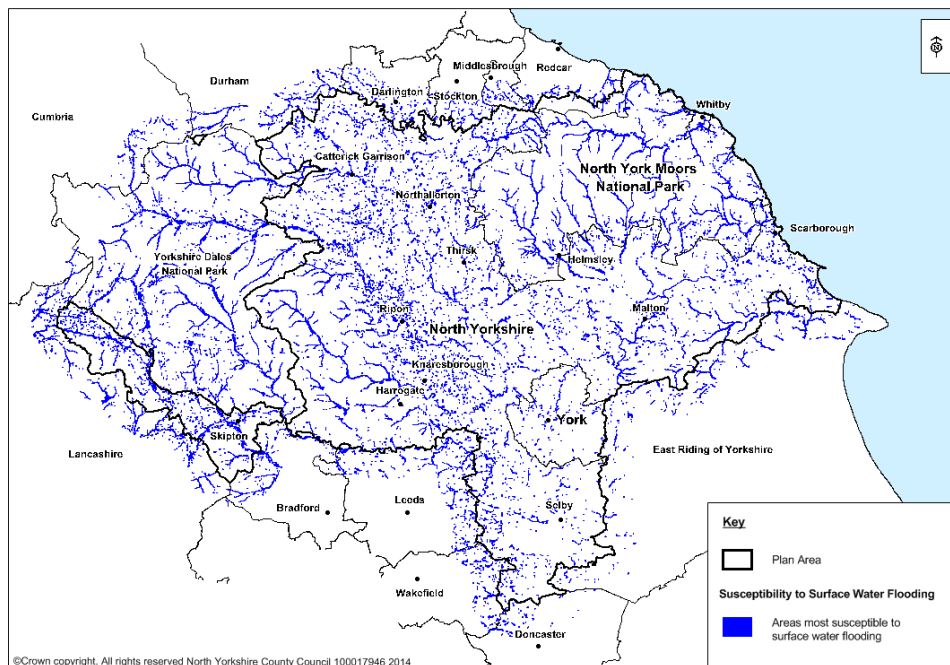 N
Middlesbrough
Redcar
Durham
Darlington
Stockton
Whitby
Cumbria
Catterick Garrison
North York Moors
National Park
Northallerton
Scarborough
Thirsk
Helmsley
Yorkshire Dales
National Park
Malton
Ripon
North Yorkshire
Knaresborough
Harrogate
York
Skipton
Lancashire
East Riding of Yorkshire
Bradford
Leeds
Selby
Wakefield
Doncaster
Key
Plan Area
Susceptibility to Surface Water Flooding
Areas most susceptible to
surface water flooding
©Crown copyright. All rights reserved North Yorkshire County Council 100017946 2014